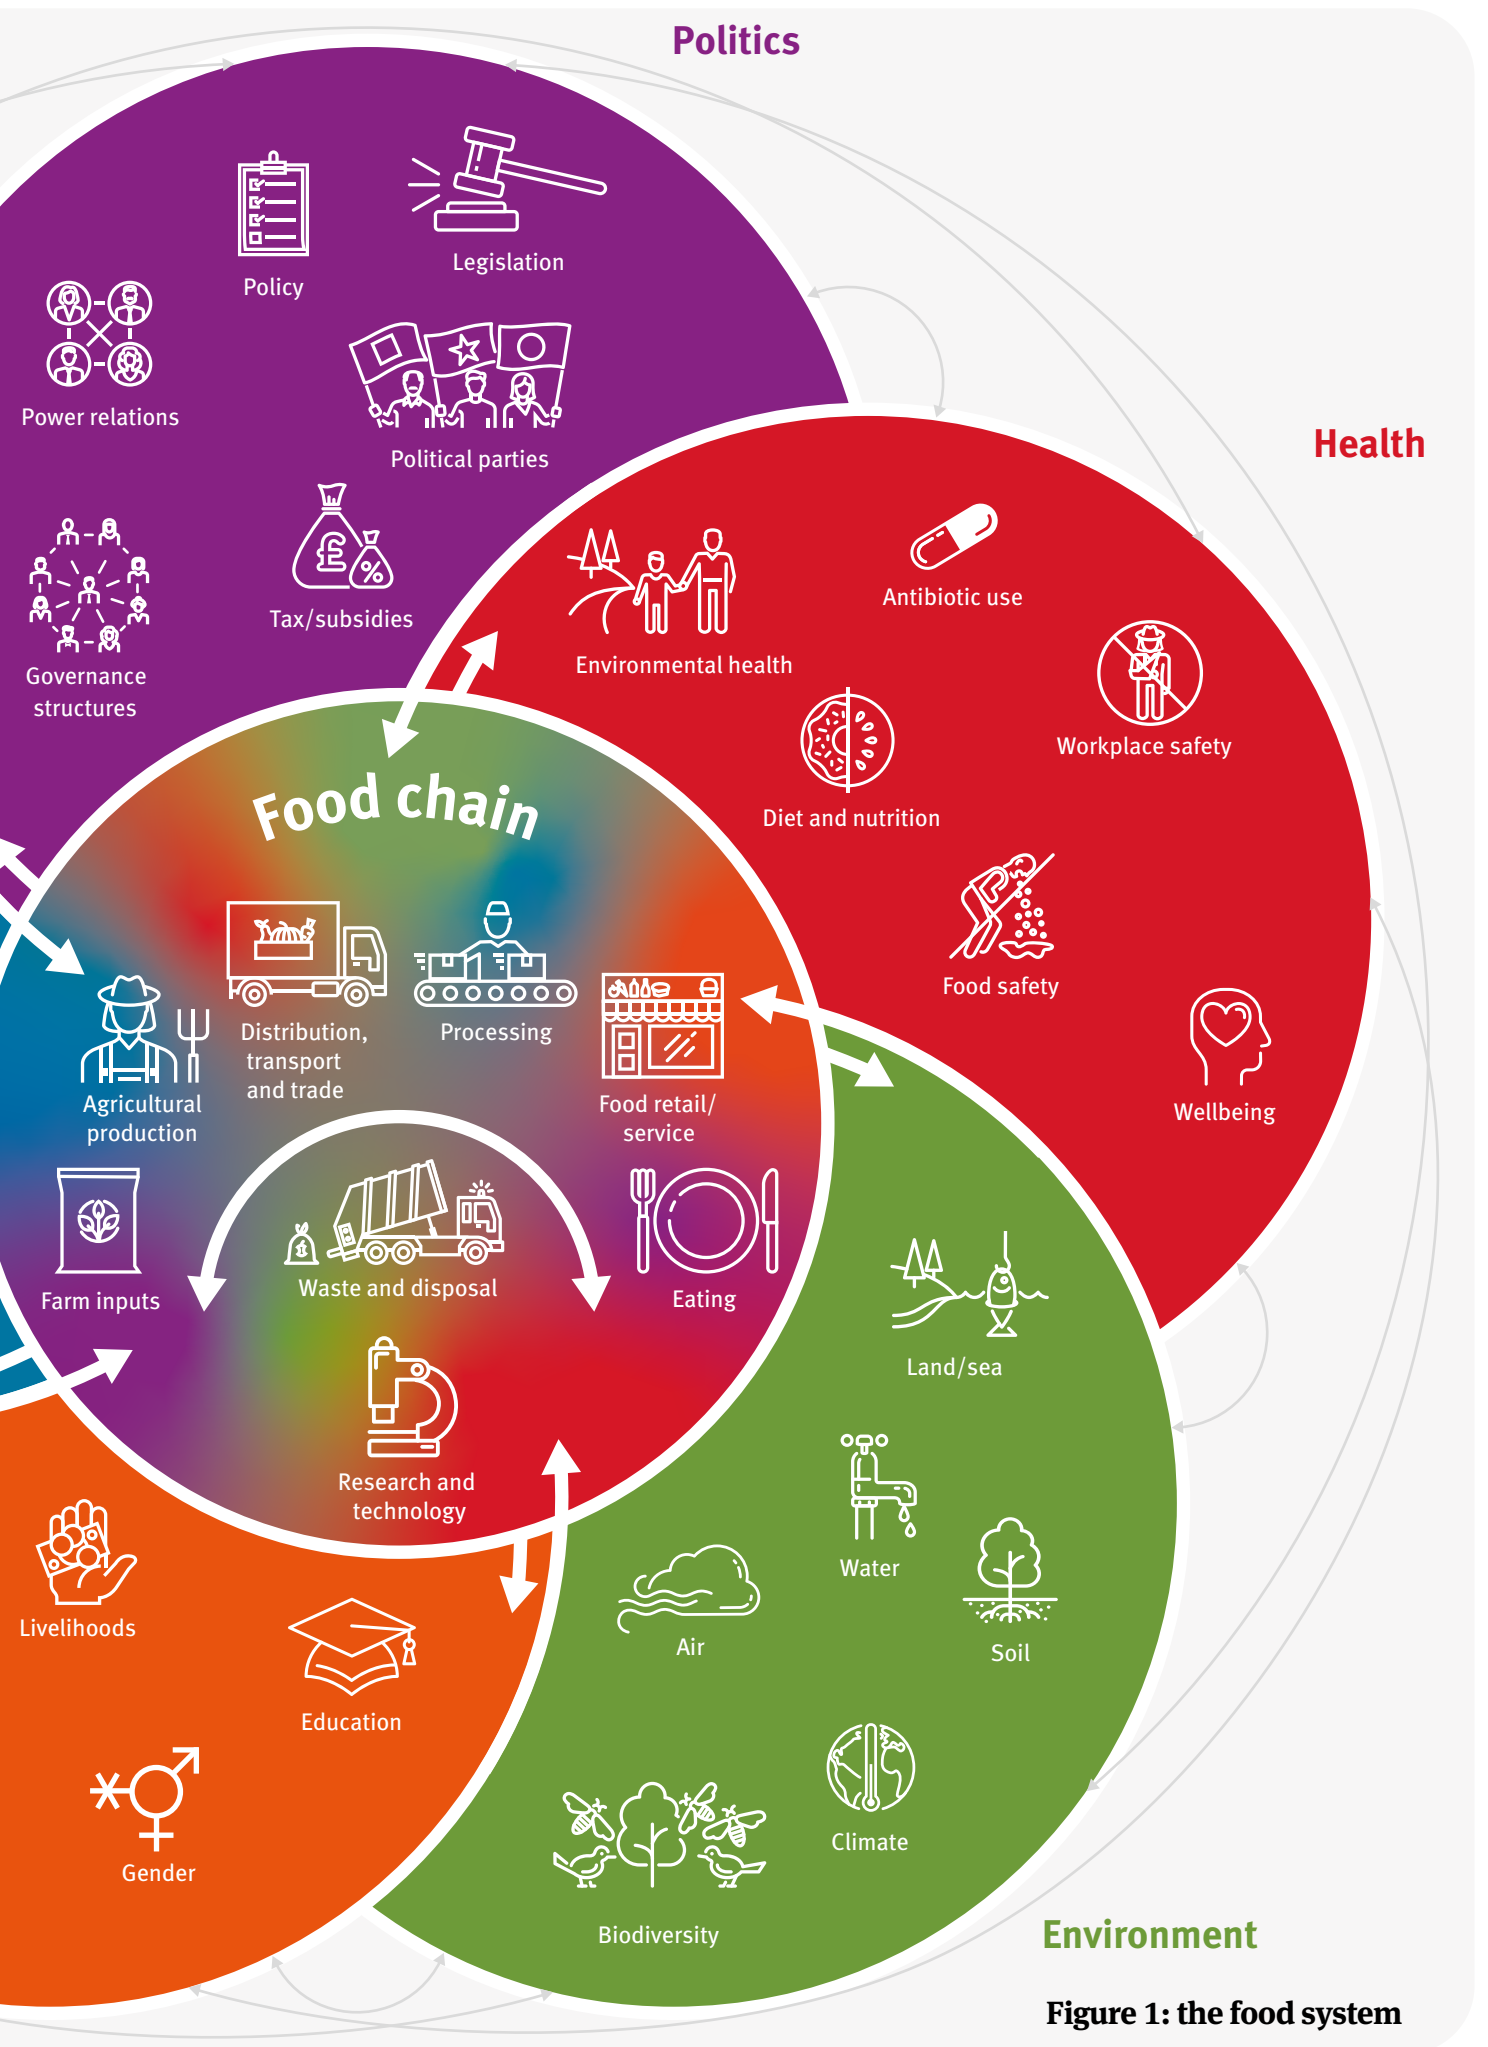 Politics
Policy
Legislation
Power relations
Political parties
Tax/subsidies
Governance
structures
Health
Environmental health
Antibiotic use
Workplace safety
Diet and nutrition
Food safety
Wellbeing
Food chain
Distribution,
transport
and trade
Processing
Agricultural
production
Food retail/
service
Farm inputs
Waste and disposal
Eating
Research and
technology
Livelihoods
Education
Gender
Land/sea
Water
Air
Soil
Climate
Biodiversity
Environment
Figure 1: the food system
£
%